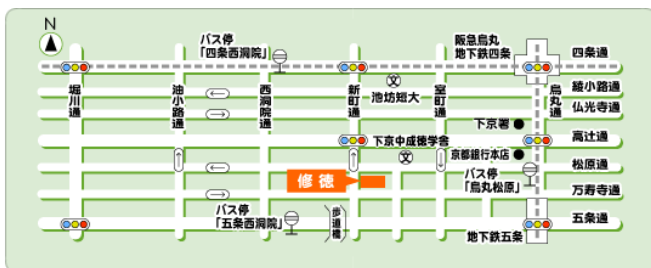 N
バス停
「四条西洞院」
阪急烏丸
地下鉄四条
四条通
綾小路通
仏光寺通
高辻通
松原通
万寿寺通
五条通
堀川通
油小路通
西洞院通
新町通
室町通
烏丸通
池坊短大
下京署
下京中成徳学舎
京都銀行本店
バス停
「烏丸松原」
修徳
バス停
「五条西洞院」
歩道橋
地下鉄五条